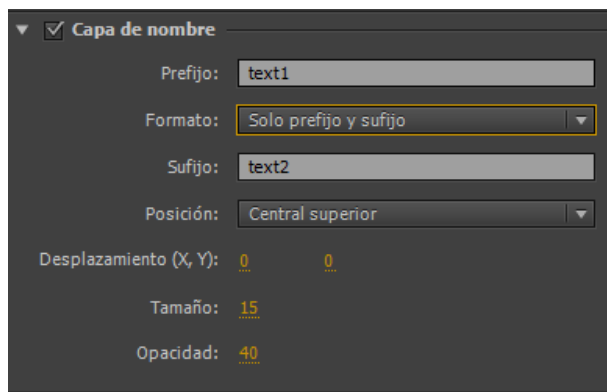 Capa de nombre
Prefijo: text1
Formato: Solo prefijo y sufijo
Sufijo: text2
Posición: Central superior
Desplazamiento (X, Y): 0 0
Tamaño: 15
Opacidad: 40